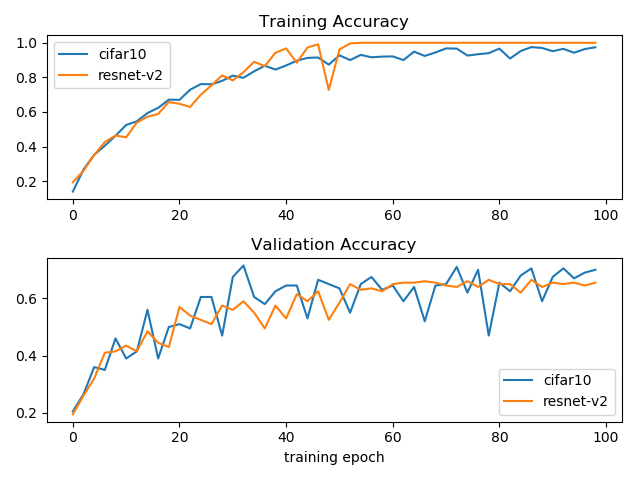 Training Accuracy
1.0
0.8
0.6
0.4
0.2
cifar10
resnet-v2
0 20 40 60 80 100
Validation Accuracy
0.6
0.4
0.2
cifar10
resnet-v2
0 20 40 60 80 100
training epoch